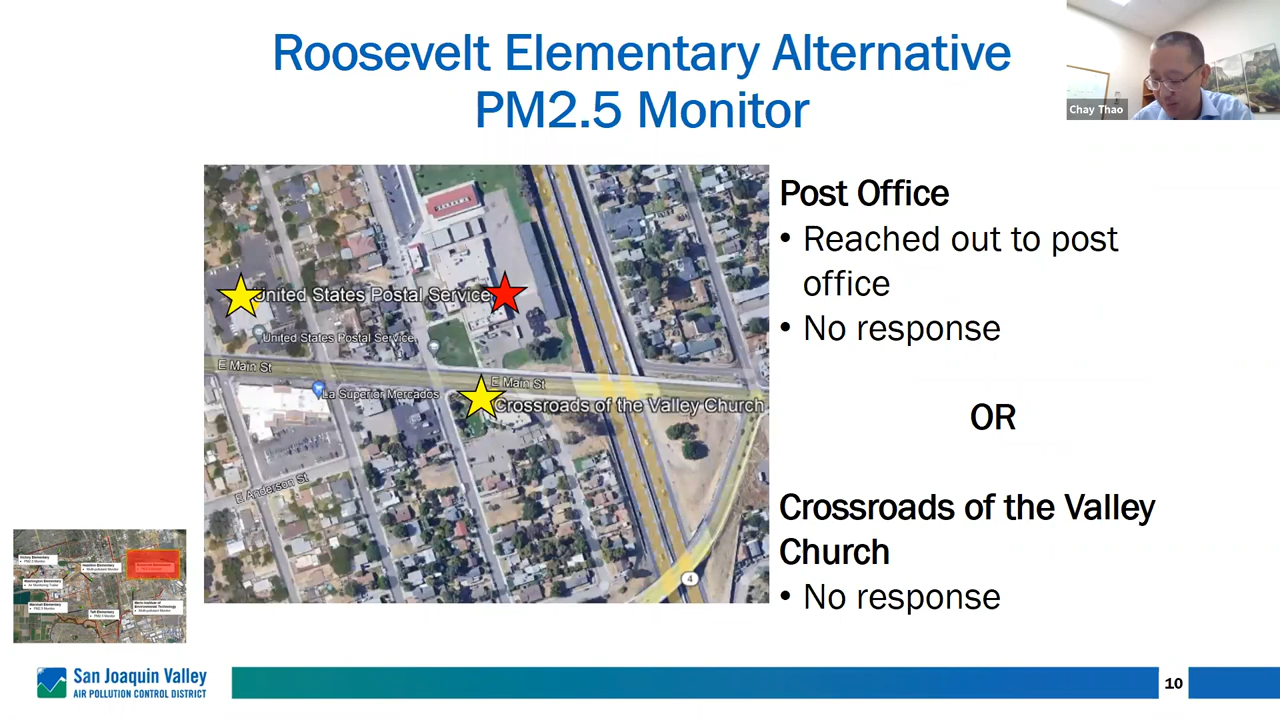 Roosevelt Elementary Alternative
PM2.5 Monitor
Chay Thao
United States Postal Service
United States Postal Service
E Main St
E Main St
La Superior Mercados
Crossroads of the Valley Church
E Anderson St
4
Post Office
• Reached out to post
office
• No response
OR
Crossroads of the Valley
Church
• No response
San Joaquin Valley
AIR POLLUTION CONTROL DISTRICT
10